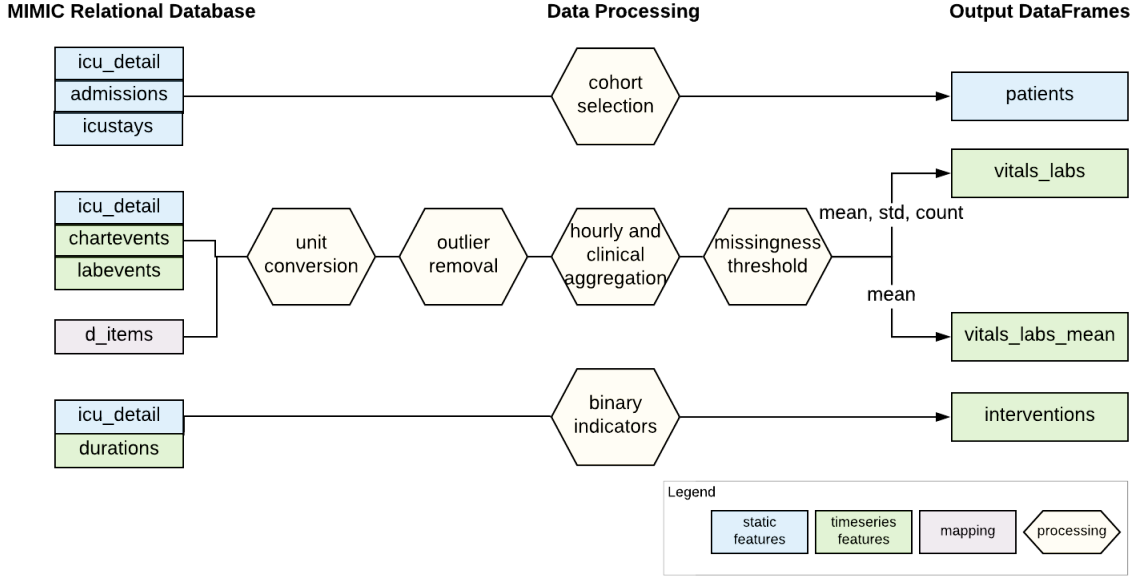 MIMIC Relational Database
Data Processing
Output DataFrames
icu_detail
admissions
icustays
cohort
selection
patients
icu_detail
chartevents
labevents
d_items
unit
conversion
outlier
removal
hourly and
clinical
aggregation
missingness
threshold
mean, std, count
mean
vitals_labs
vitals_labs_mean
icu_detail
durations
binary
indicators
interventions
Legend
static
features
timeseries
features
mapping
processing